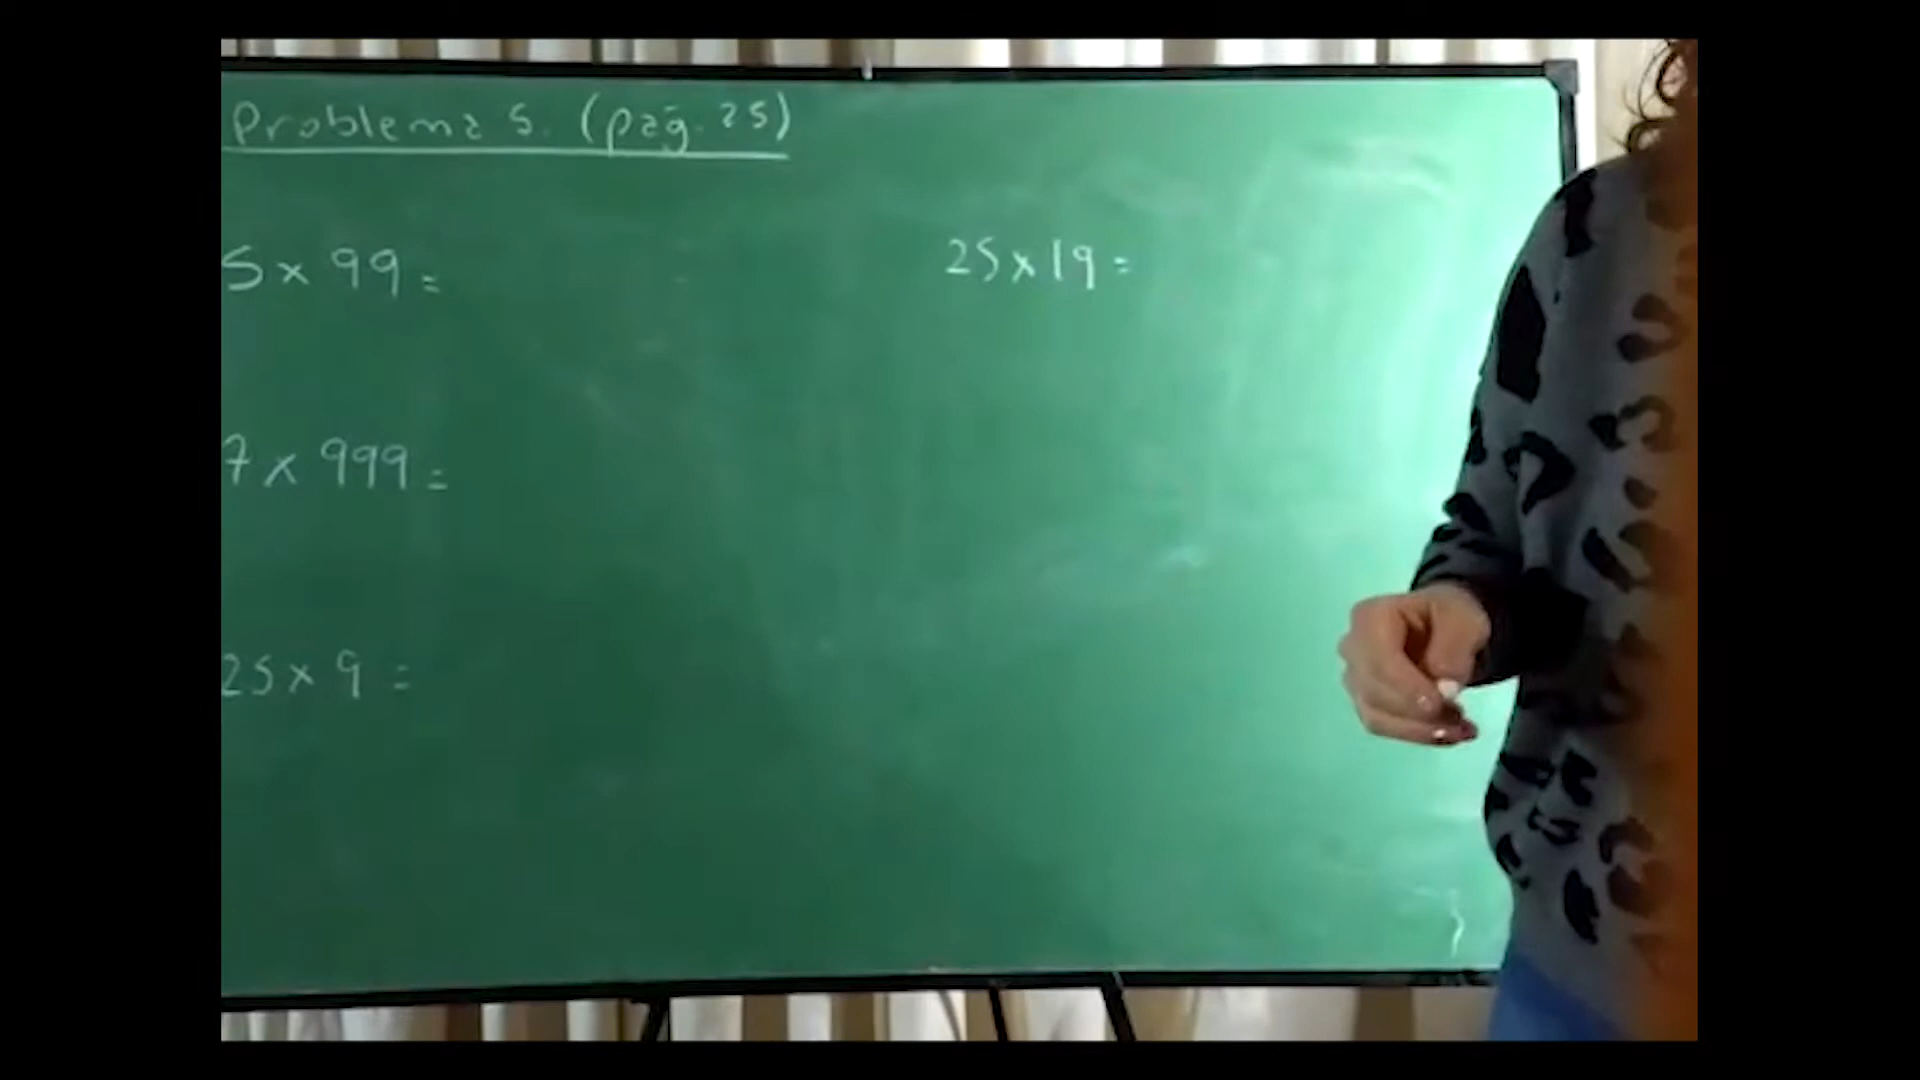 Problema 5. (pág. 25)
5 x 99 =
7 x 999 =
25 x 9 =
25 x 19 =